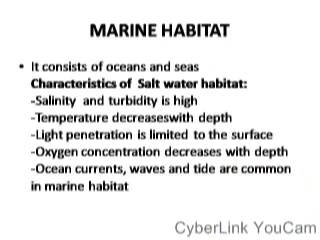 MARINE HABITAT
• It consists of oceans and seas
Characteristics of Salt water habitat:
-Salinity and turbidity is high
-Temperature decreaseswith depth
-Light penetration is limited to the surface
-Oxygen concentration decreases with depth
-Ocean currents, waves and tide are common
in marine habitat
CyberLink YouCam